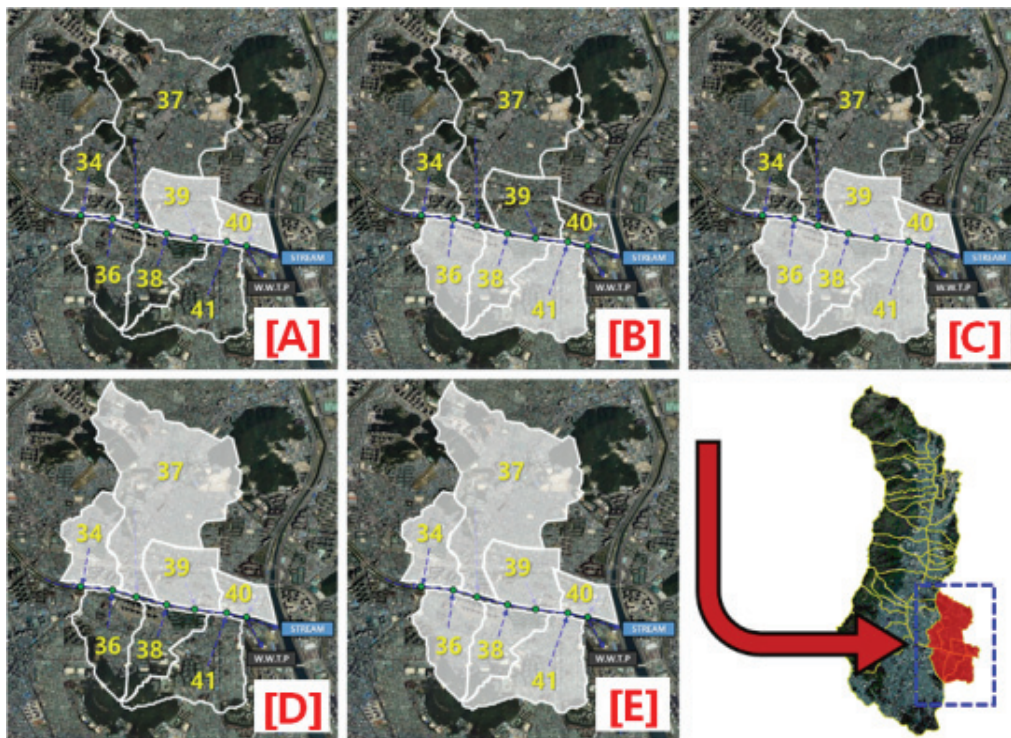 37
34
39
40
36
38
41
STREAM
W.W.T.P
[A]
37
34
39
40
36
38
41
STREAM
W.W.T.P
[B]
37
34
39
40
36
38
41
STREAM
W.W.T.P
[C]
37
34
39
40
36
38
41
STREAM
W.W.T.P
[D]
37
34
39
40
36
38
41
STREAM
W.W.T.P
[E]